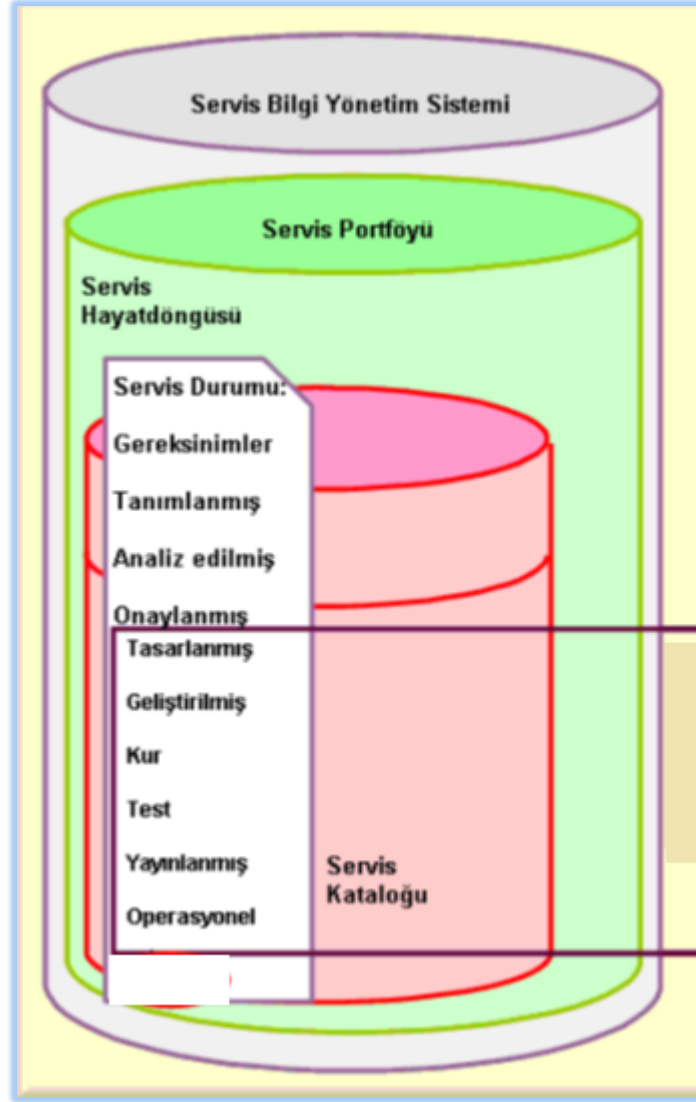 Servis Bilgi Yönetim Sistemi
Servis Portföyü
Servis
Hayatdöngüsü
Servis Durumu:
Gereksinimler
Tanımlanmış
Analiz edilmiş
Onaylanmış
Tasarlanmış
Geliştirilmiş
Kur
Test
Yayınlanmış
Operasyonel
Servis
Kataloğu